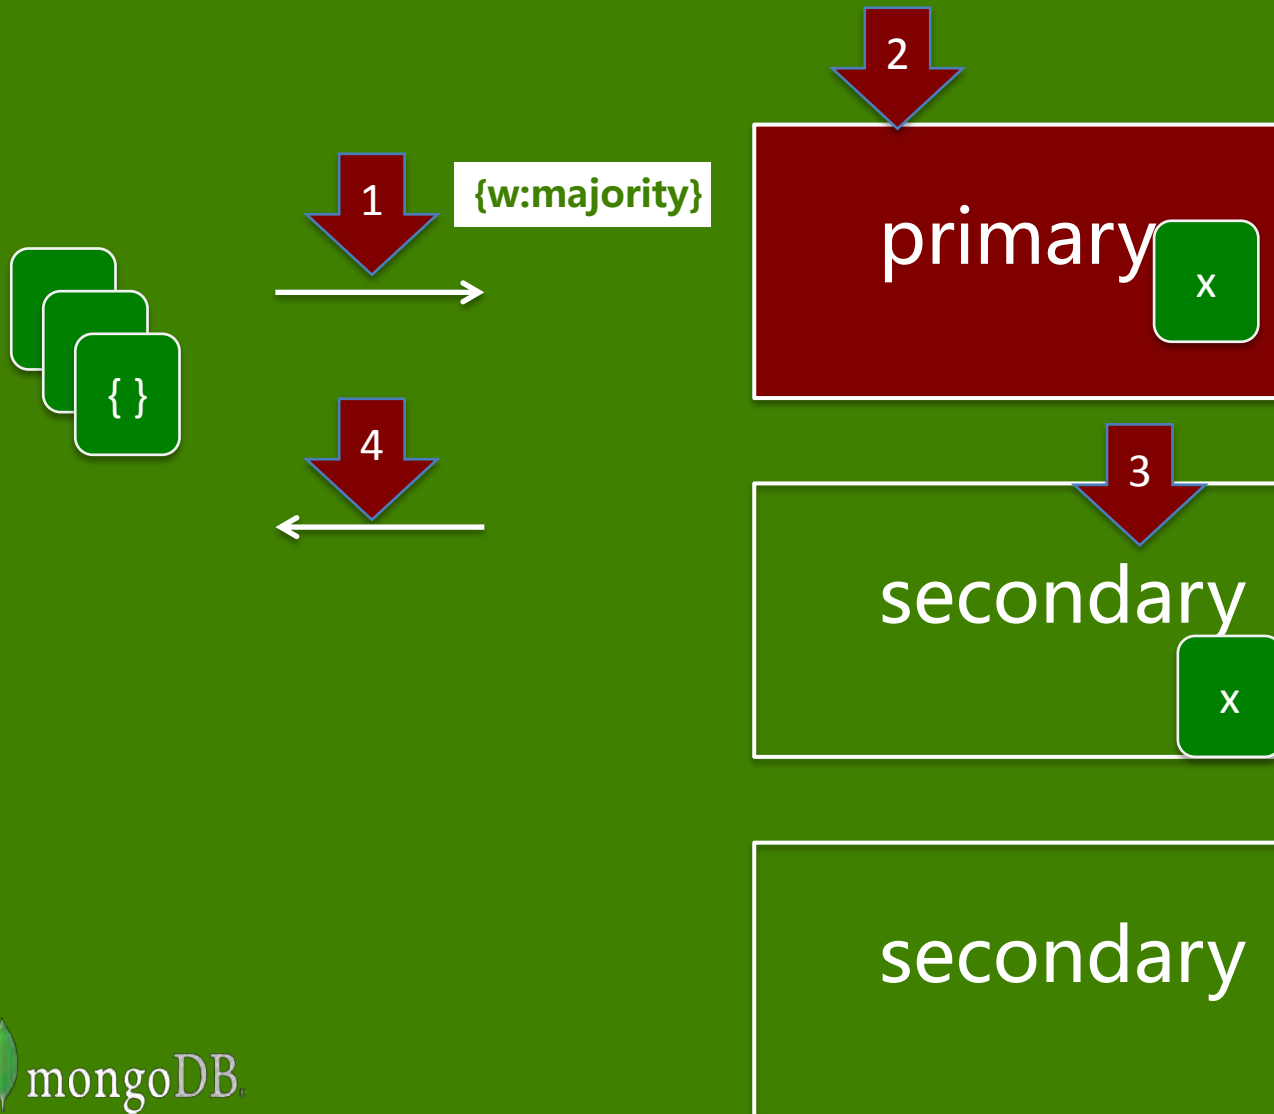 2
1
{w:majority}
primary
x
{ }
4
3
secondary
x
secondary
mongoDB